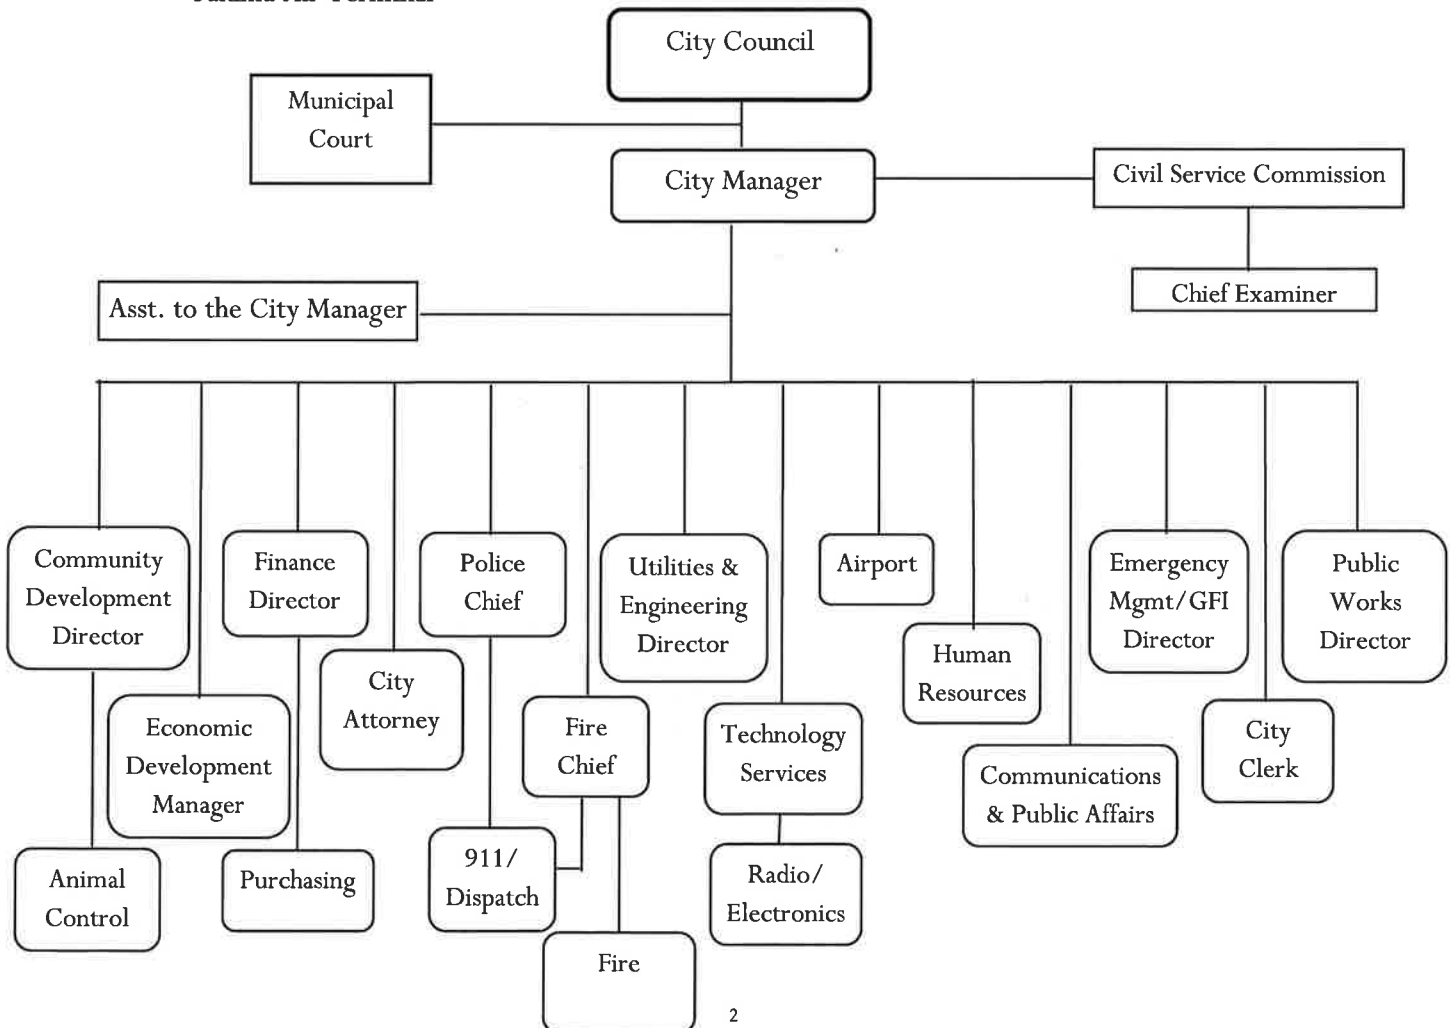 City Council
Municipal
Court
City Manager
Civil Service Commission
Chief Examiner
Asst. to the City Manager
Community
Development
Director
Finance
Director
Police
Chief
Utilities &
Engineering
Director
Airport
Emergency
Mgmt/GFI
Director
Public
Works
Director
Human
Resources
City
Attorney
Economic
Development
Manager
Fire
Chief
Technology
Services
Communications
& Public Affairs
City
Clerk
Animal
Control
Purchasing
911/
Dispatch
Radio/
Electronics
Fire
2